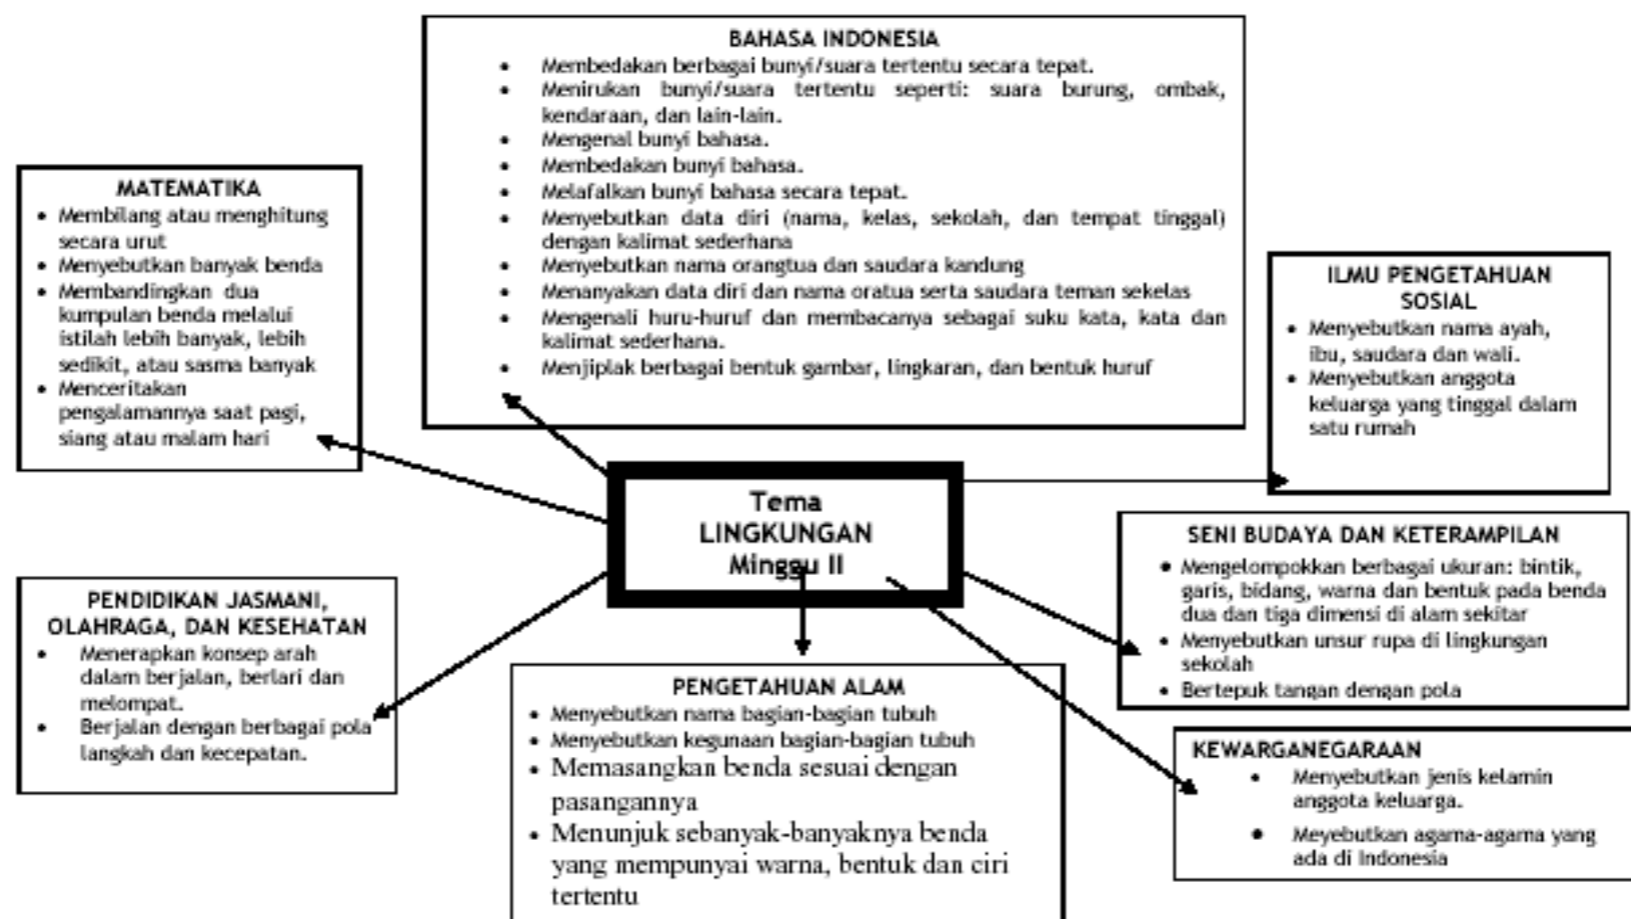 BAHASA INDONESIA
• Membedakan berbagai bunyi/suara tertentu secara tepat.
• Menirukan bunyi/suara tertentu seperti: suara burung, ombak,
kendaraan, dan lain-lain.
• Mengenal bunyi bahasa.
• Membedakan bunyi bahasa.
• Melafalkan bunyi bahasa secara tepat.
• Menyebutkan data diri (nama, kelas, sekolah, dan tempat tinggal)
dengan kalimat sederhana
• Menyebutkan nama orangtua dan saudara kandung
• Menanyakan data diri dan nama oratua serta saudara teman sekelas
• Mengenali huru-huruf dan membacanya sebagai suku kata, kata dan
kalimat sederhana.
• Menjiplak berbagai bentuk gambar, lingkaran, dan bentuk huruf
MATEMATIKA
• Membilang atau menghitung
secara urut
• Menyebutkan banyak benda
• Membandingkan dua
kumpulan benda melalui
istilah lebih banyak, lebih
sedikit, atau sasma banyak
• Menceritakan
pengalamannya saat pagi,
siang atau malam hari
ILMU PENGETAHUAN
SOSIAL
• Menyebutkan nama ayah,
ibu, saudara dan wali.
• Menyebutkan anggota
keluarga yang tinggal dalam
satu rumah
Tema
LINGKUNGAN
Minggu II
SENI BUDAYA DAN KETERAMPILAN
• Mengelompokkan berbagai ukuran: bintik,
garis, bidang, warna dan bentuk pada benda
dua dan tiga dimensi di alam sekitar
• Menyebutkan unsur rupa di lingkungan
sekolah
• Bertepuk tangan dengan pola
PENDIDIKAN JASMANI,
OLAHRAGA, DAN KESEHATAN
• Menerapkan konsep arah
dalam berjalan, berlari dan
melompat.
• Berjalan dengan berbagai pola
langkah dan kecepatan.
PENGETAHUAN ALAM
• Menyebutkan nama bagian-bagian tubuh
• Menyebutkan kegunaan bagian-bagian tubuh
• Memasangkan benda sesuai dengan
pasangannya
• Menunjuk sebanyak-banyaknya benda
yang mempunyai warna, bentuk dan ciri
tertentu
KEWARGANEGARAAN
• Menyebutkan jenis kelamin
anggota keluarga.
• Meyebutkan agama-agama yang
ada di Indonesia